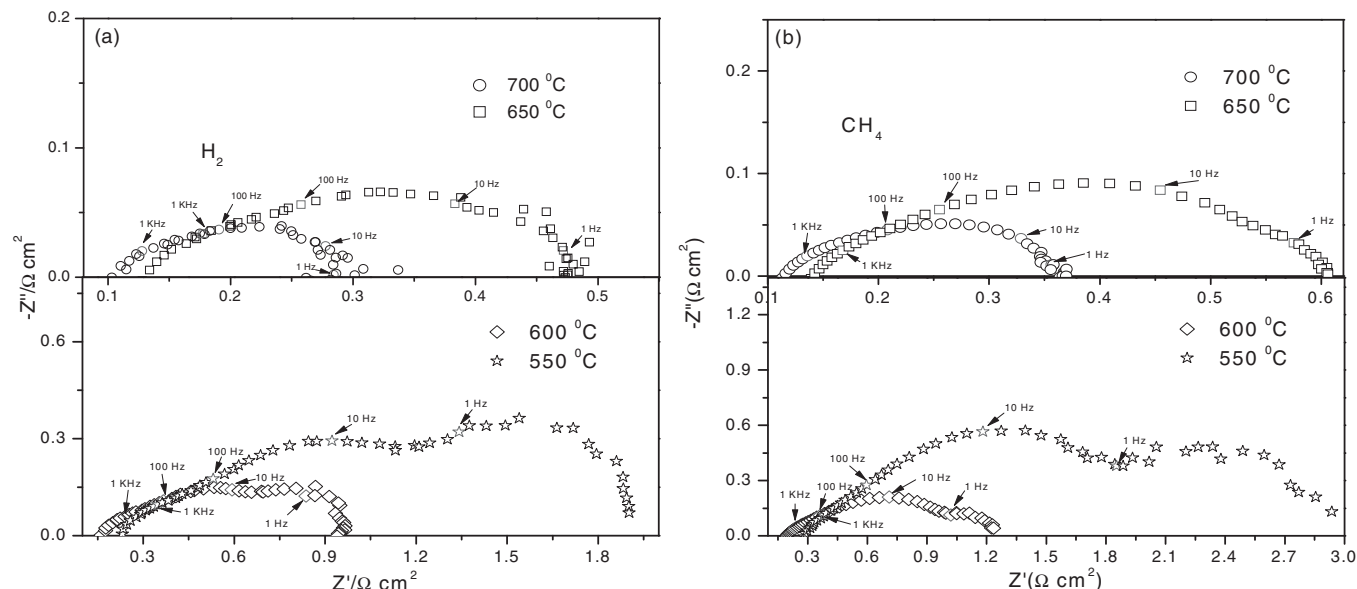 (a)
0.2
0.1
0.0
700 ⁰C
650 ⁰C
H₂
1 KHz
1 KHz
100 Hz
100 Hz
10 Hz
10 Hz
1 Hz
1 Hz
0.1 0.2 0.3 0.4 0.5
-Z''/Ω cm²
600 ⁰C
550 ⁰C
0.6
0.3
0.0
1 KHz
100 Hz
1 KHz
100 Hz
10 Hz
10 Hz
1 Hz
1 Hz
0.3 0.6 0.9 1.2 1.5 1.8
Z'/Ω cm²
(b)
0.2
0.1
0.0
700 ⁰C
650 ⁰C
CH₄
1 KHz
1 KHz
100 Hz
100 Hz
10 Hz
10 Hz
1 Hz
1 Hz
0.1 0.2 0.3 0.4 0.5 0.6
-Z''(Ω cm²)
600 ⁰C
550 ⁰C
1.2
0.9
0.6
0.3
0.0
1 KHz
100 Hz
1 KHz
100 Hz
10 Hz
10 Hz
1 Hz
1 Hz
0.3 0.6 0.9 1.2 1.5 1.8 2.1 2.4 2.7 3.0
Z'(Ω cm²)